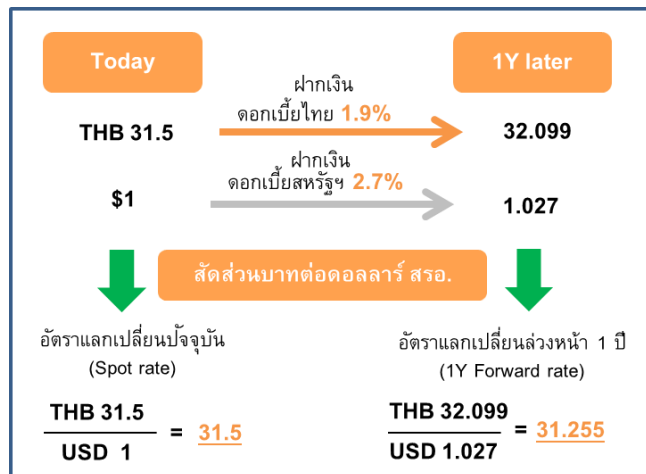 Today
1Y later
ฝากเงิน
ดอกเบี้ยไทย 1.9%
THB 31.5
32.099
ฝากเงิน
ดอกเบี้ยสหรัฐฯ 2.7%
$1
1.027
สัดส่วนบาทต่อดอลลาร์ สรอ.
อัตราแลกเปลี่ยนปัจจุบัน
(Spot rate)
อัตราแลกเปลี่ยนล่วงหน้า 1 ปี
(1Y Forward rate)
THB 31.5
USD 1
= 31.5
THB 32.099
USD 1.027
= 31.255